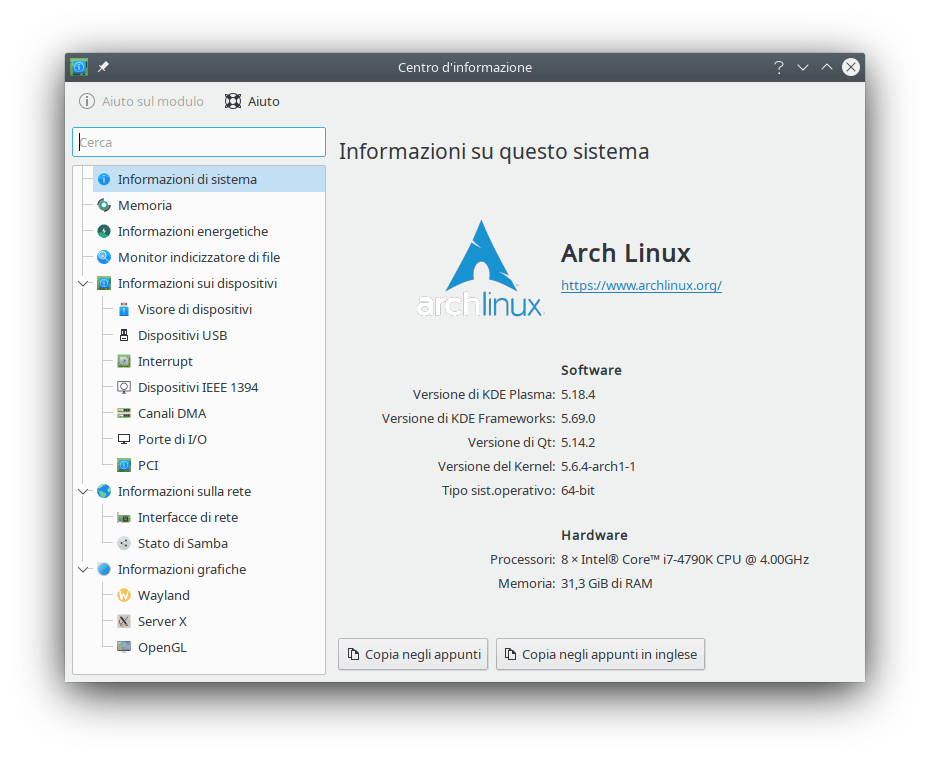 Centro d'informazione
Aiuto sul modulo Aiuto
Cerca
Informazioni di sistema
Memoria
Informazioni energetiche
Monitor indicizzatore di file
Informazioni sui dispositivi
Visore di dispositivi
Dispositivi USB
Interrupt
Dispositivi IEEE 1394
Canali DMA
Porte di I/O
PCI
Informazioni sulla rete
Interfacce di rete
Stato di Samba
Informazioni grafiche
Wayland
Server X
OpenGL
Informazioni su questo sistema
archlinux
Arch Linux
https://www.archlinux.org/
Software
Versione di KDE Plasma: 5.18.4
Versione di KDE Frameworks: 5.69.0
Versione di Qt: 5.14.2
Versione del Kernel: 5.6.4-arch1-1
Tipo sist.operativo: 64-bit
Hardware
Processori: 8 × Intel® Core™ i7-4790K CPU @ 4.00GHz
Memoria: 31,3 GiB di RAM
Copia negli appunti Copia negli appunti in inglese